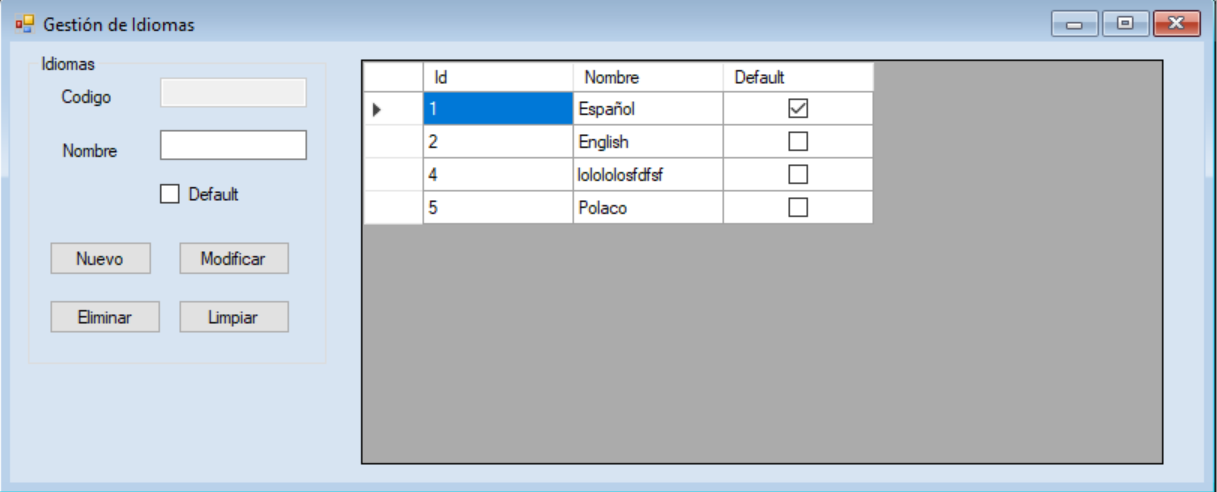 Gestión de Idiomas
Idiomas
Codigo
Nombre
Default
Nuevo Modificar
Eliminar Limpiar
Id Nombre Default
1 Español
2 English
4 lolololosfdfsf
5 Polaco